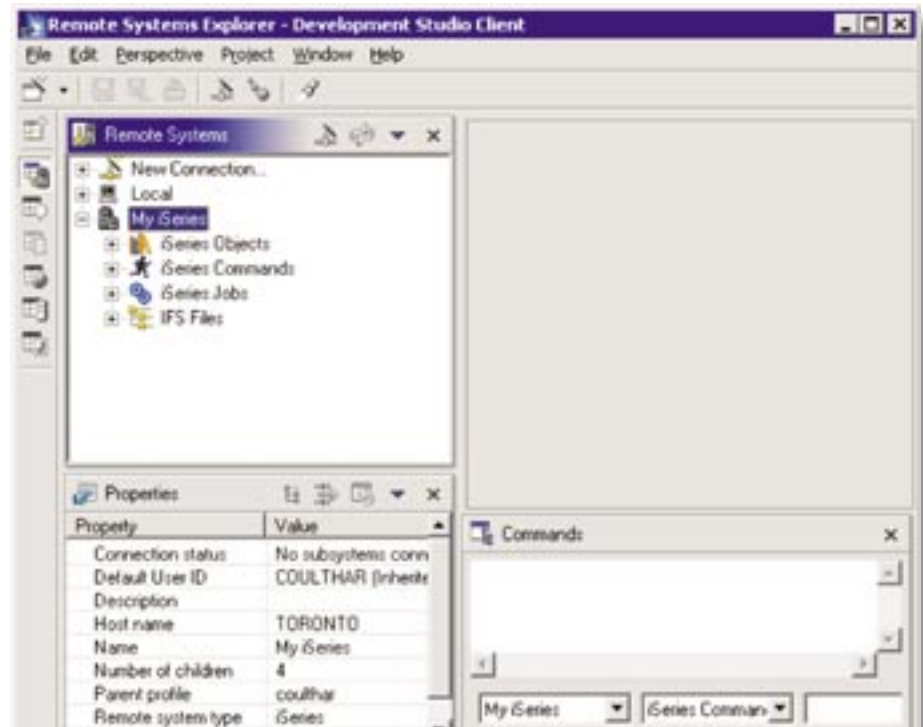 Remote Systems Explorer - Development Studio Client
File Edit Perspective Project Window Help
Remote Systems
New Connection...
Local
My iSeries
iSeries Objects
iSeries Commands
iSeries Jobs
IFS Files
Properties
Property Value
Connection status No subsystems conn
Default User ID COULTHAR (Inherite
Description
Host name TORONTO
Name My iSeries
Number of children 4
Parent profile coulthar
Remote system type iSeries
Commands
My iSeries iSeries Comman